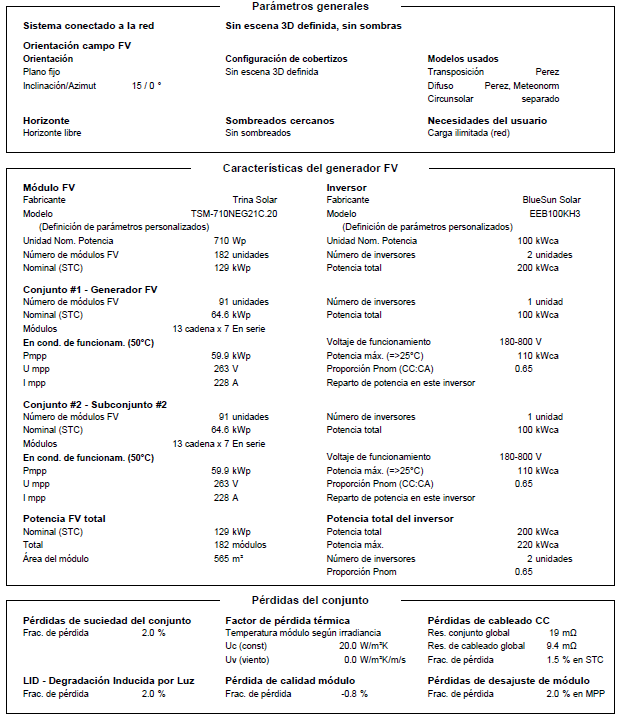 Parámetros generales
Sistema conectado a la red Sin escena 3D definida, sin sombras
Orientación campo FV
Orientación Configuración de cobertizos Modelos usados
Plano fijo Sin escena 3D definida Transposición Perez
Inclinación/Azimut 15 / 0 ° Difuso Perez, Meteonorm
Circunsolar separado
Horizonte Sombreados cercanos Necesidades del usuario
Horizonte libre Sin sombreados Carga ilimitada (red)
Características del generador FV
Módulo FV Inversor
Fabricante Trina Solar Fabricante BlueSun Solar
Modelo TSM-710NEG21C.20 Modelo EEB100KH3
(Definición de parámetros personalizados) (Definición de parámetros personalizados)
Unidad Nom. Potencia 710 Wp Unidad Nom. Potencia 100 kWca
Número de módulos FV 182 unidades Número de inversores 2 unidades
Nominal (STC) 129 kWp Potencia total 200 kWca
Conjunto #1 - Generador FV
Número de módulos FV 91 unidades Número de inversores 1 unidad
Nominal (STC) 64.6 kWp Potencia total 100 kWca
Módulos 13 cadena x 7 En serie
En cond. de funcionam. (50°C) Voltaje de funcionamiento 180-800 V
Pmpp 59.9 kWp Potencia máx. (=>25°C) 110 kWca
U mpp 263 V Proporción Pnom (CC:CA) 0.65
I mpp 228 A Reparto de potencia en este inversor
Conjunto #2 - Subconjunto #2
Número de módulos FV 91 unidades Número de inversores 1 unidad
Nominal (STC) 64.6 kWp Potencia total 100 kWca
Módulos 13 cadena x 7 En serie
En cond. de funcionam. (50°C) Voltaje de funcionamiento 180-800 V
Pmpp 59.9 kWp Potencia máx. (=>25°C) 110 kWca
U mpp 263 V Proporción Pnom (CC:CA) 0.65
I mpp 228 A Reparto de potencia en este inversor
Potencia FV total Potencia total del inversor
Nominal (STC) 129 kWp Potencia total 200 kWca
Total 182 módulos Potencia máx. 220 kWca
Área del módulo 565 m² Número de inversores 2 unidades
Proporción Pnom 0.65
Pérdidas del conjunto
Pérdidas de suciedad del conjunto Factor de pérdida térmica Pérdidas de cableado CC
Frac. de pérdida 2.0 % Temperatura módulo según irradiancia Res. conjunto global 19 mΩ
Uc (const) 20.0 W/m²K Res. de cableado global 9.4 mΩ
Uv (viento) 0.0 W/m²K/m/s Frac. de pérdida 1.5 % en STC
LID - Degradación Inducida por Luz Pérdida de calidad módulo Pérdidas de desajuste de módulo
Frac. de pérdida 2.0 % Frac. de pérdida -0.8 % Frac. de pérdida 2.0 % en MPP